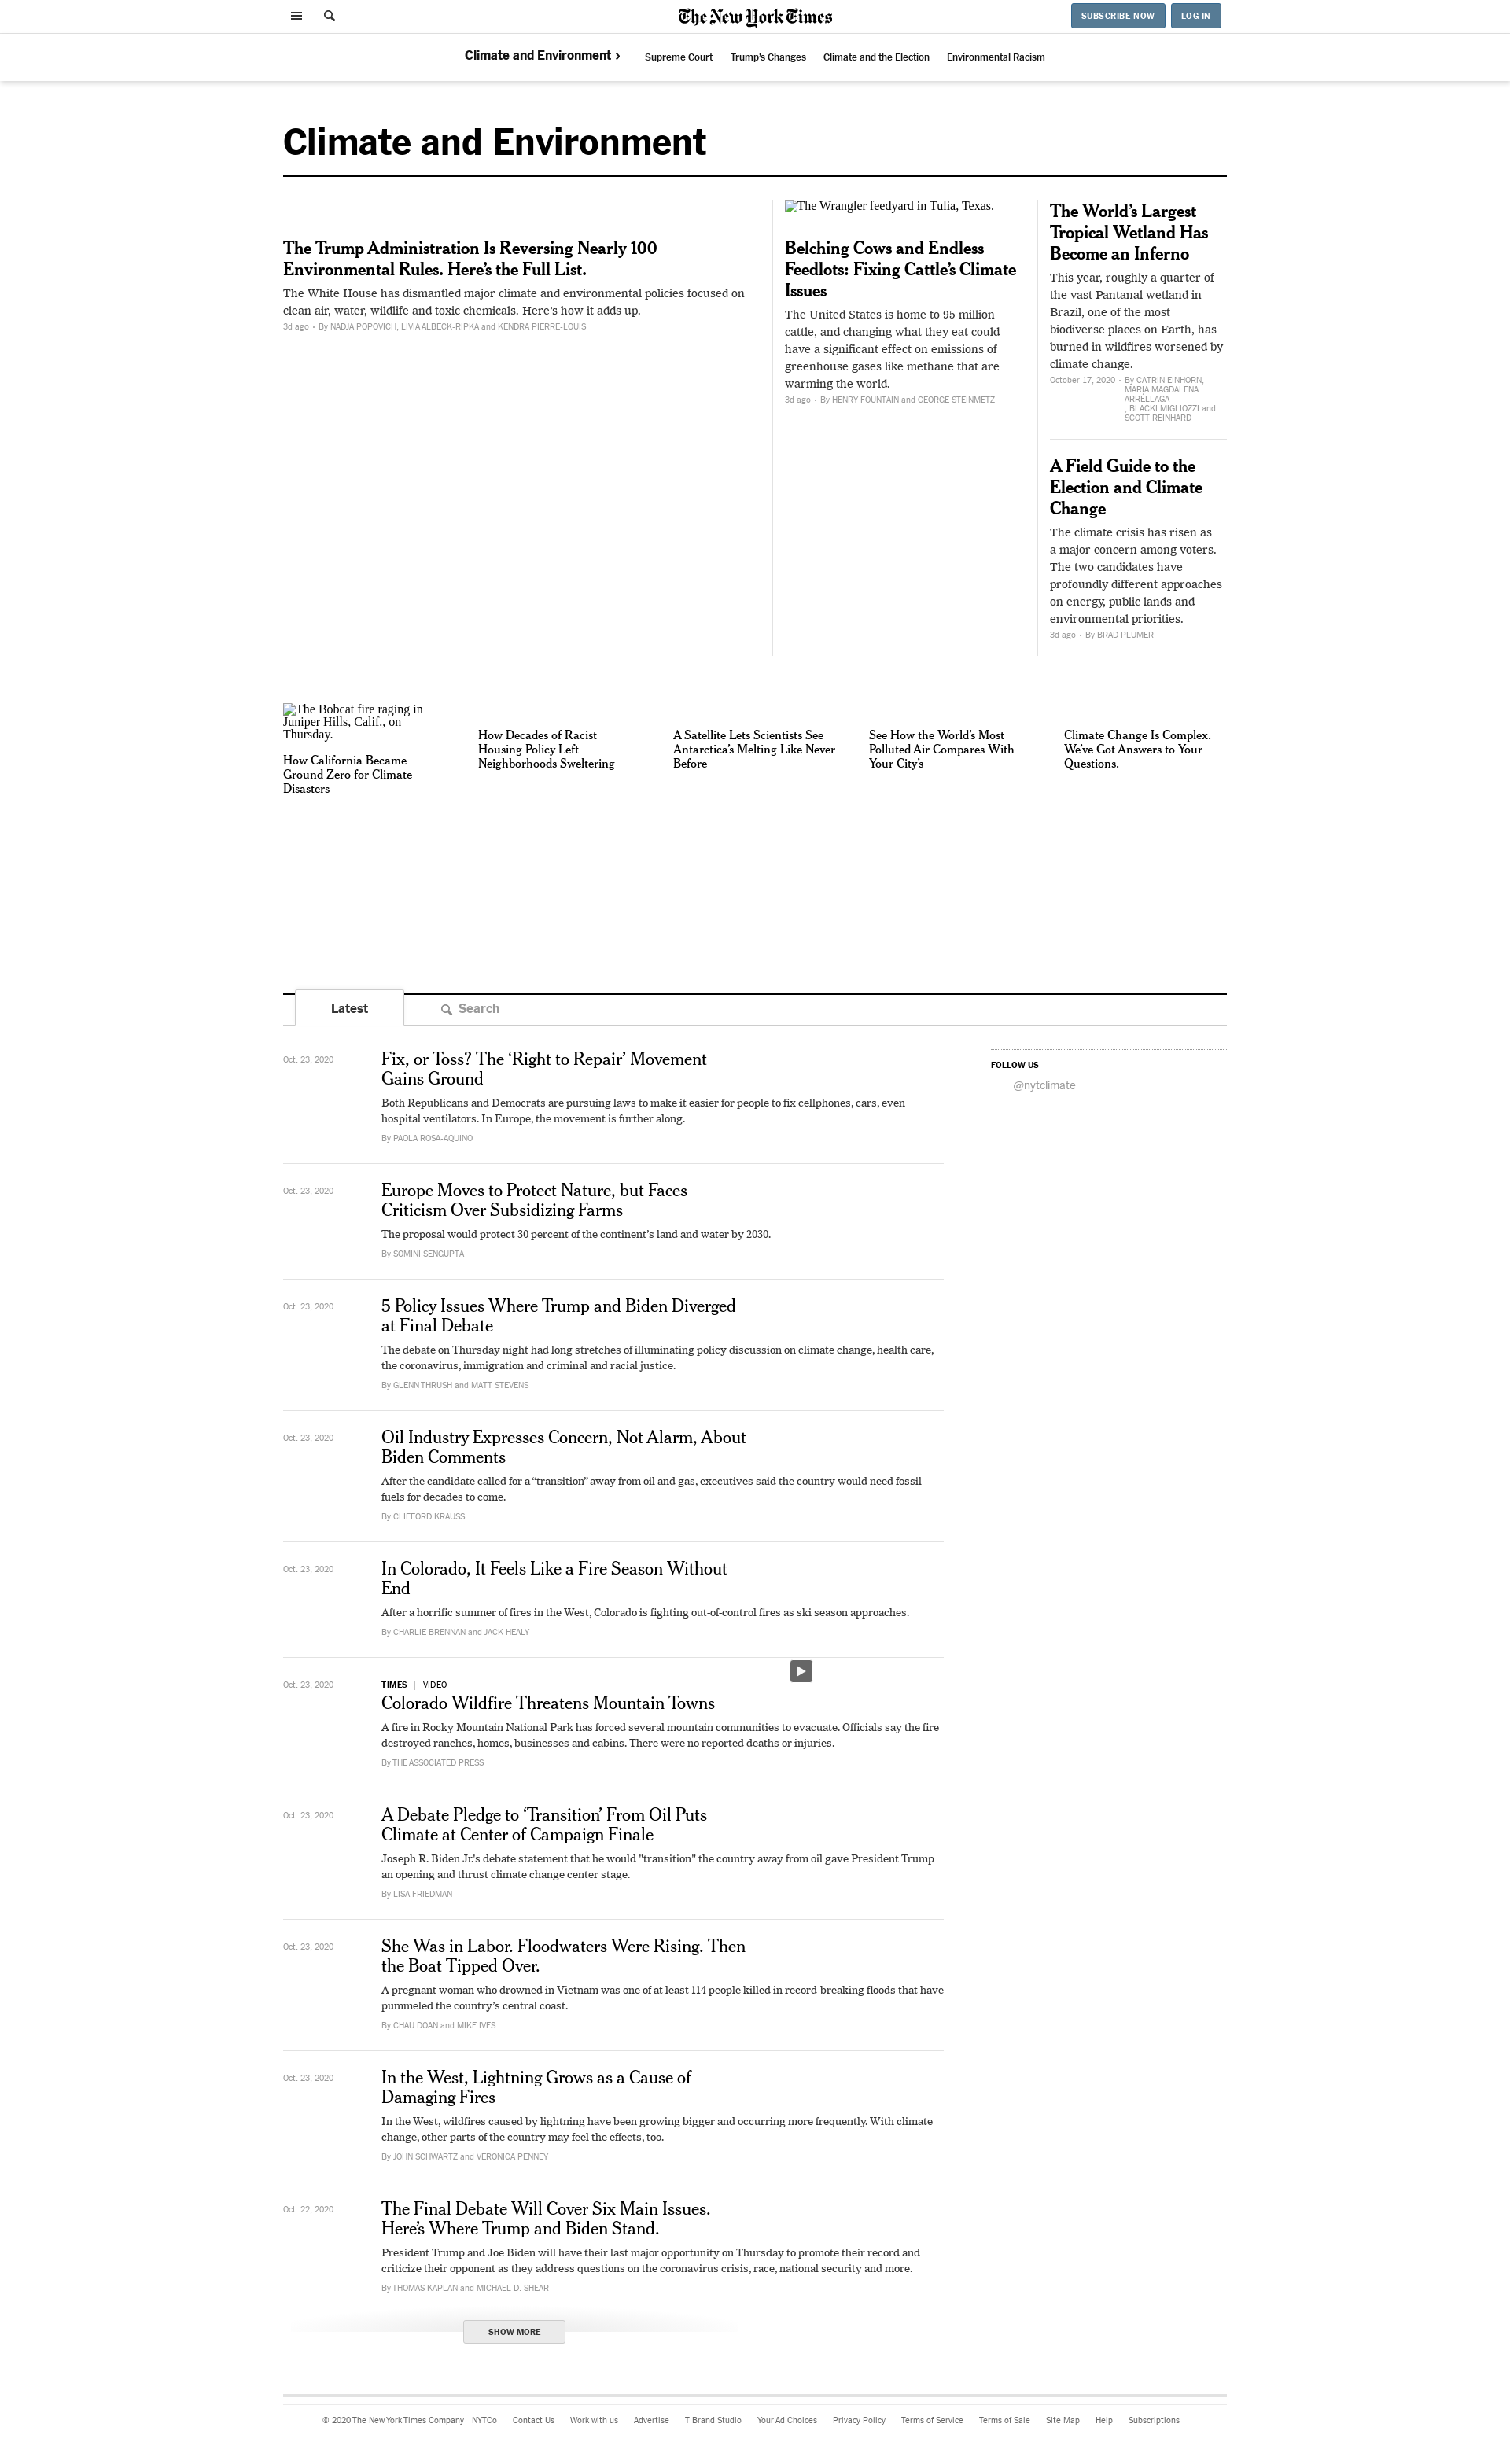 The New York Times
SUBSCRIBE NOW
LOG IN
Climate and Environment ›
Supreme Court
Trump's Changes
Climate and the Election
Environmental Racism
Climate and Environment
The Trump Administration Is Reversing Nearly 100
Environmental Rules. Here's the Full List.
The White House has dismantled major climate and environmental policies focused on
clean air, water, wildlife and toxic chemicals. Here's how it adds up.
3d ago • By NADJA POPOVICH, LIVIA ALBECK-RIPKA and KENDRA PIERRE-LOUIS
The Wrangler feedyard in Tulia, Texas.
Belching Cows and Endless
Feedlots: Fixing Cattle's Climate
Issues
The United States is home to 95 million
cattle, and changing what they eat could
have a significant effect on emissions of
greenhouse gases like methane that are
warming the world.
3d ago • By HENRY FOUNTAIN and GEORGE STEINMETZ
The World's Largest
Tropical Wetland Has
Become an Inferno
This year, roughly a quarter of
the vast Pantanal wetland in
Brazil, one of the most
biodiverse places on Earth, has
burned in wildfires worsened by
climate change.
October 17, 2020 • By CATRIN EINHORN,
MARIA MAGDALENA
ARRÉLLAGA
, BLACKI MIGLIOZZI and
SCOTT REINHARD
A Field Guide to the
Election and Climate
Change
The climate crisis has risen as
a major concern among voters.
The two candidates have
profoundly different approaches
on energy, public lands and
environmental priorities.
3d ago • By BRAD PLUMER
The Bobcat fire raging in
Juniper Hills, Calif., on
Thursday.
How California Became
Ground Zero for Climate
Disasters
How Decades of Racist
Housing Policy Left
Neighborhoods Sweltering
A Satellite Lets Scientists See
Antarctica's Melting Like Never
Before
See How the World's Most
Polluted Air Compares With
Your City's
Climate Change Is Complex.
We've Got Answers to Your
Questions.
Latest
Search
Oct. 23, 2020
Fix, or Toss? The ‘Right to Repair’ Movement
Gains Ground
Both Republicans and Democrats are pursuing laws to make it easier for people to fix cellphones, cars, even
hospital ventilators. In Europe, the movement is further along.
By PAOLA ROSA-AQUINO
FOLLOW US
@nytclimate
Oct. 23, 2020
Europe Moves to Protect Nature, but Faces
Criticism Over Subsidizing Farms
The proposal would protect 30 percent of the continent's land and water by 2030.
By SOMINI SENGUPTA
Oct. 23, 2020
5 Policy Issues Where Trump and Biden Diverged
at Final Debate
The debate on Thursday night had long stretches of illuminating policy discussion on climate change, health care,
the coronavirus, immigration and criminal and racial justice.
By GLENN THRUSH and MATT STEVENS
Oct. 23, 2020
Oil Industry Expresses Concern, Not Alarm, About
Biden Comments
After the candidate called for a “transition” away from oil and gas, executives said the country would need fossil
fuels for decades to come.
By CLIFFORD KRAUSS
Oct. 23, 2020
In Colorado, It Feels Like a Fire Season Without
End
After a horrific summer of fires in the West, Colorado is fighting out-of-control fires as ski season approaches.
By CHARLIE BRENNAN and JACK HEALY
Oct. 23, 2020
TIMES | VIDEO
Colorado Wildfire Threatens Mountain Towns
A fire in Rocky Mountain National Park has forced several mountain communities to evacuate. Officials say the fire
destroyed ranches, homes, businesses and cabins. There were no reported deaths or injuries.
By THE ASSOCIATED PRESS
Oct. 23, 2020
A Debate Pledge to ‘Transition’ From Oil Puts
Climate at Center of Campaign Finale
Joseph R. Biden Jr.'s debate statement that he would "transition" the country away from oil gave President Trump
an opening and thrust climate change center stage.
By LISA FRIEDMAN
Oct. 23, 2020
She Was in Labor. Floodwaters Were Rising. Then
the Boat Tipped Over.
A pregnant woman who drowned in Vietnam was one of at least 114 people killed in record-breaking floods that have
pummeled the country's central coast.
By CHAU DOAN and MIKE IVES
Oct. 23, 2020
In the West, Lightning Grows as a Cause of
Damaging Fires
In the West, wildfires caused by lightning have been growing bigger and occurring more frequently. With climate
change, other parts of the country may feel the effects, too.
By JOHN SCHWARTZ and VERONICA PENNEY
Oct. 22, 2020
The Final Debate Will Cover Six Main Issues.
Here's Where Trump and Biden Stand.
President Trump and Joe Biden will have their last major opportunity on Thursday to promote their record and
criticize their opponent as they address questions on the coronavirus crisis, race, national security and more.
By THOMAS KAPLAN and MICHAEL D. SHEAR
SHOW MORE
© 2020 The New York Times Company
NYTCo
Contact Us
Work with us
Advertise
T Brand Studio
Your Ad Choices
Privacy Policy
Terms of Service
Terms of Sale
Site Map
Help
Subscriptions